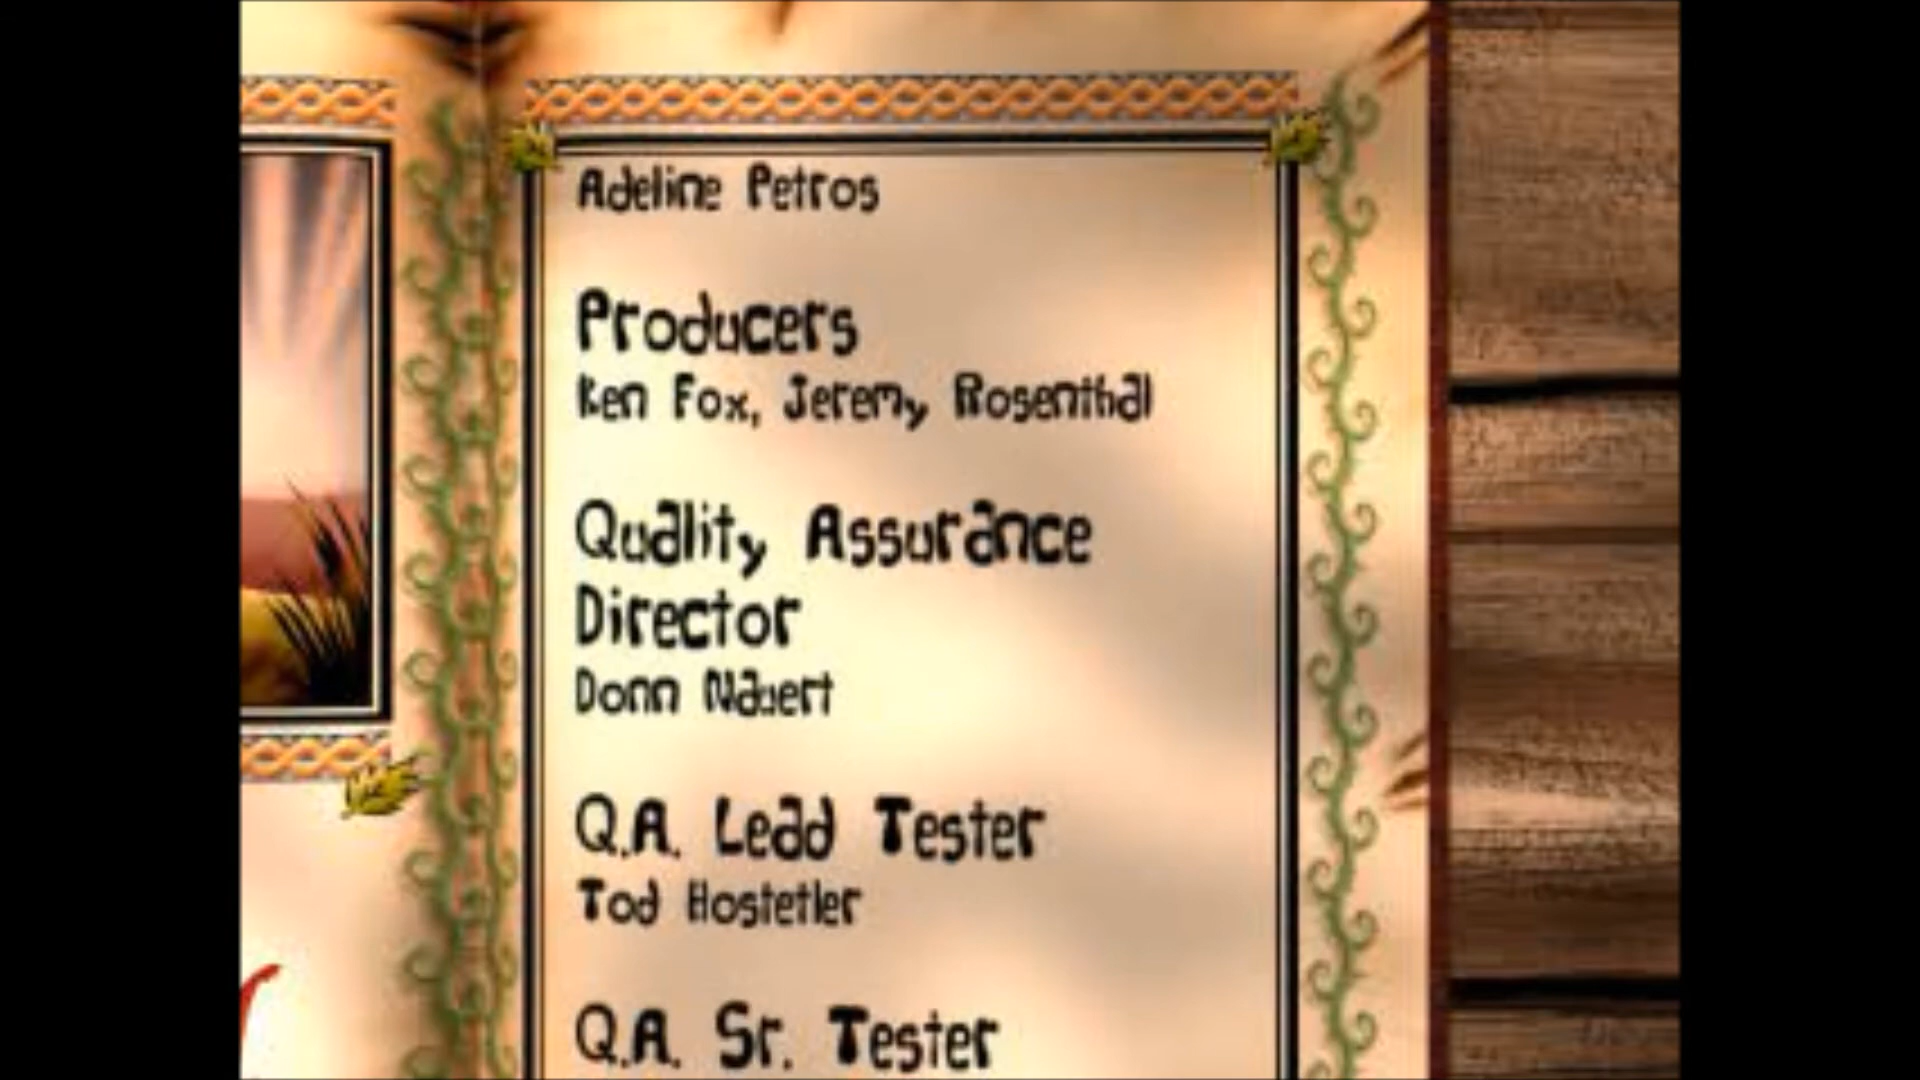 Adeline Petros
Producers
Ken Fox, Jeremy Rosenthal
Quality Assurance
Director
Donn Nauert
Q.A. Lead Tester
Tod Hostetler
Q.A. Sr. Tester